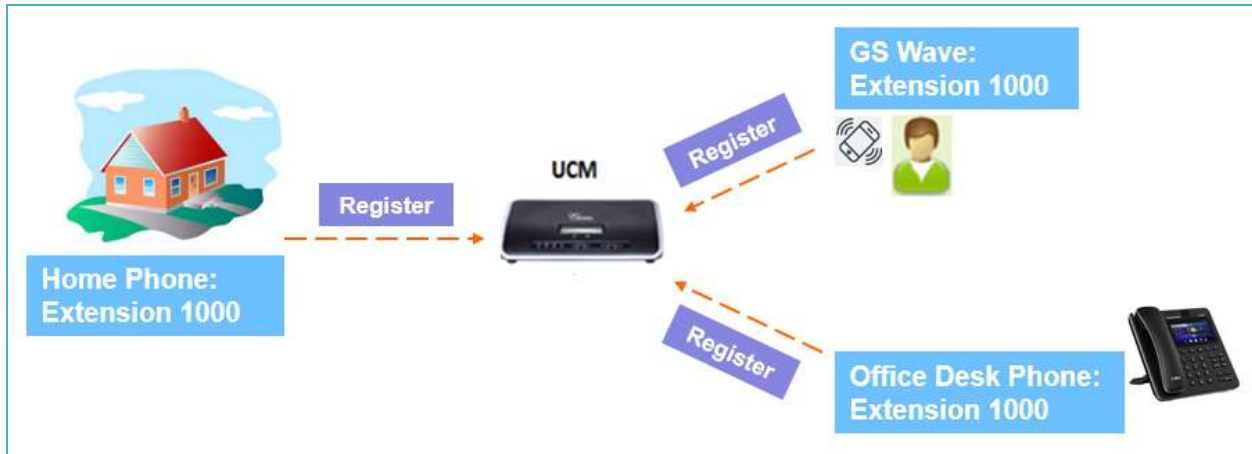 GS Wave:
Extension 1000
Register
UCM
Register
Home Phone:
Extension 1000
Register
Office Desk Phone:
Extension 1000